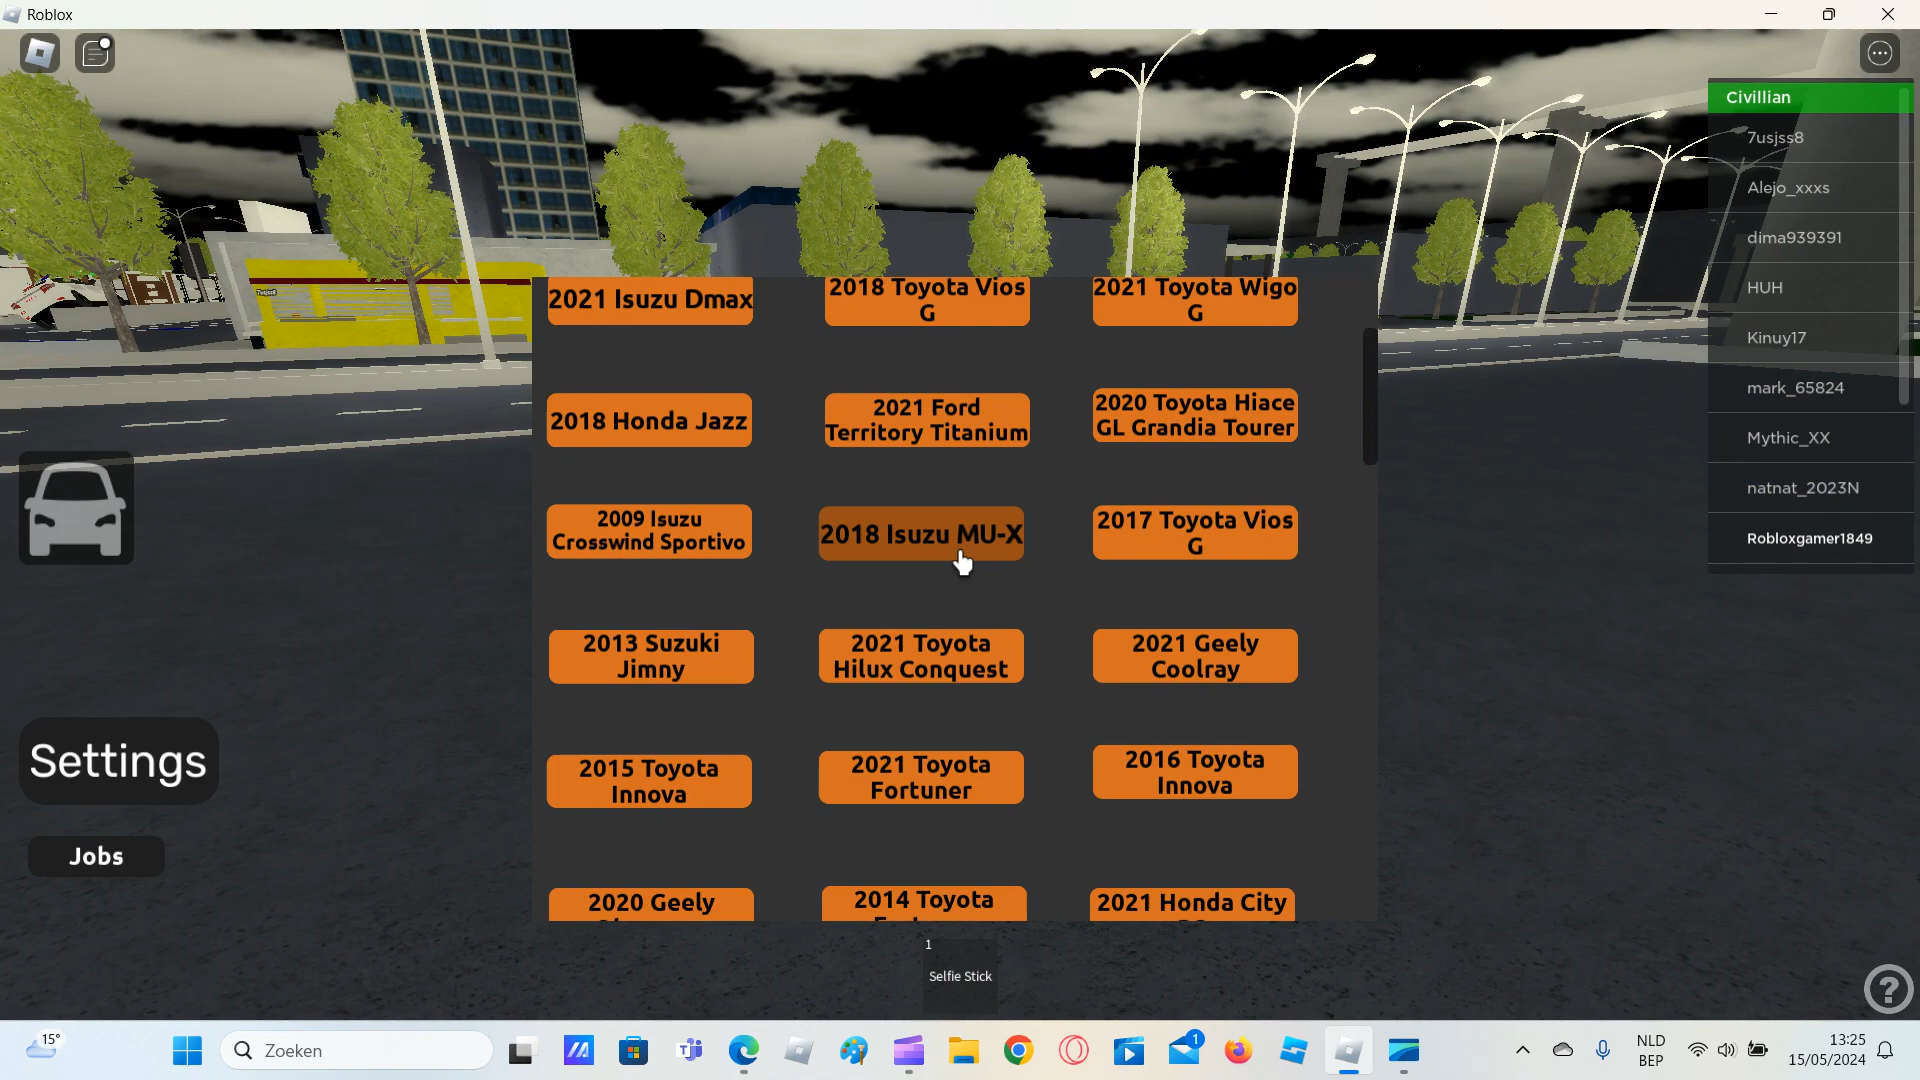 Roblox
Civillian
7usjss8
Alejo_xxxs
dima939391
HUH
Kinuy17
mark_65824
Mythic_XX
natnat_2023N
Robloxgamer1849
2021 Isuzu Dmax
2018 Toyota Vios
G
2021 Toyota Wigo
G
2018 Honda Jazz
2021 Ford
Territory Titanium
2020 Toyota Hiace
GL Grandia Tourer
2009 Isuzu
Crosswind Sportivo
2018 Isuzu MU-X
2017 Toyota Vios
G
2013 Suzuki
Jimny
2021 Toyota
Hilux Conquest
2021 Geely
Coolray
2015 Toyota
Innova
2021 Toyota
Fortuner
2016 Toyota
Innova
2020 Geely
2014 Toyota
2021 Honda City
Settings
Jobs
1
Selfie Stick
?
15°
Zoeken
1
NLD
BEP
13:25
15/05/2024